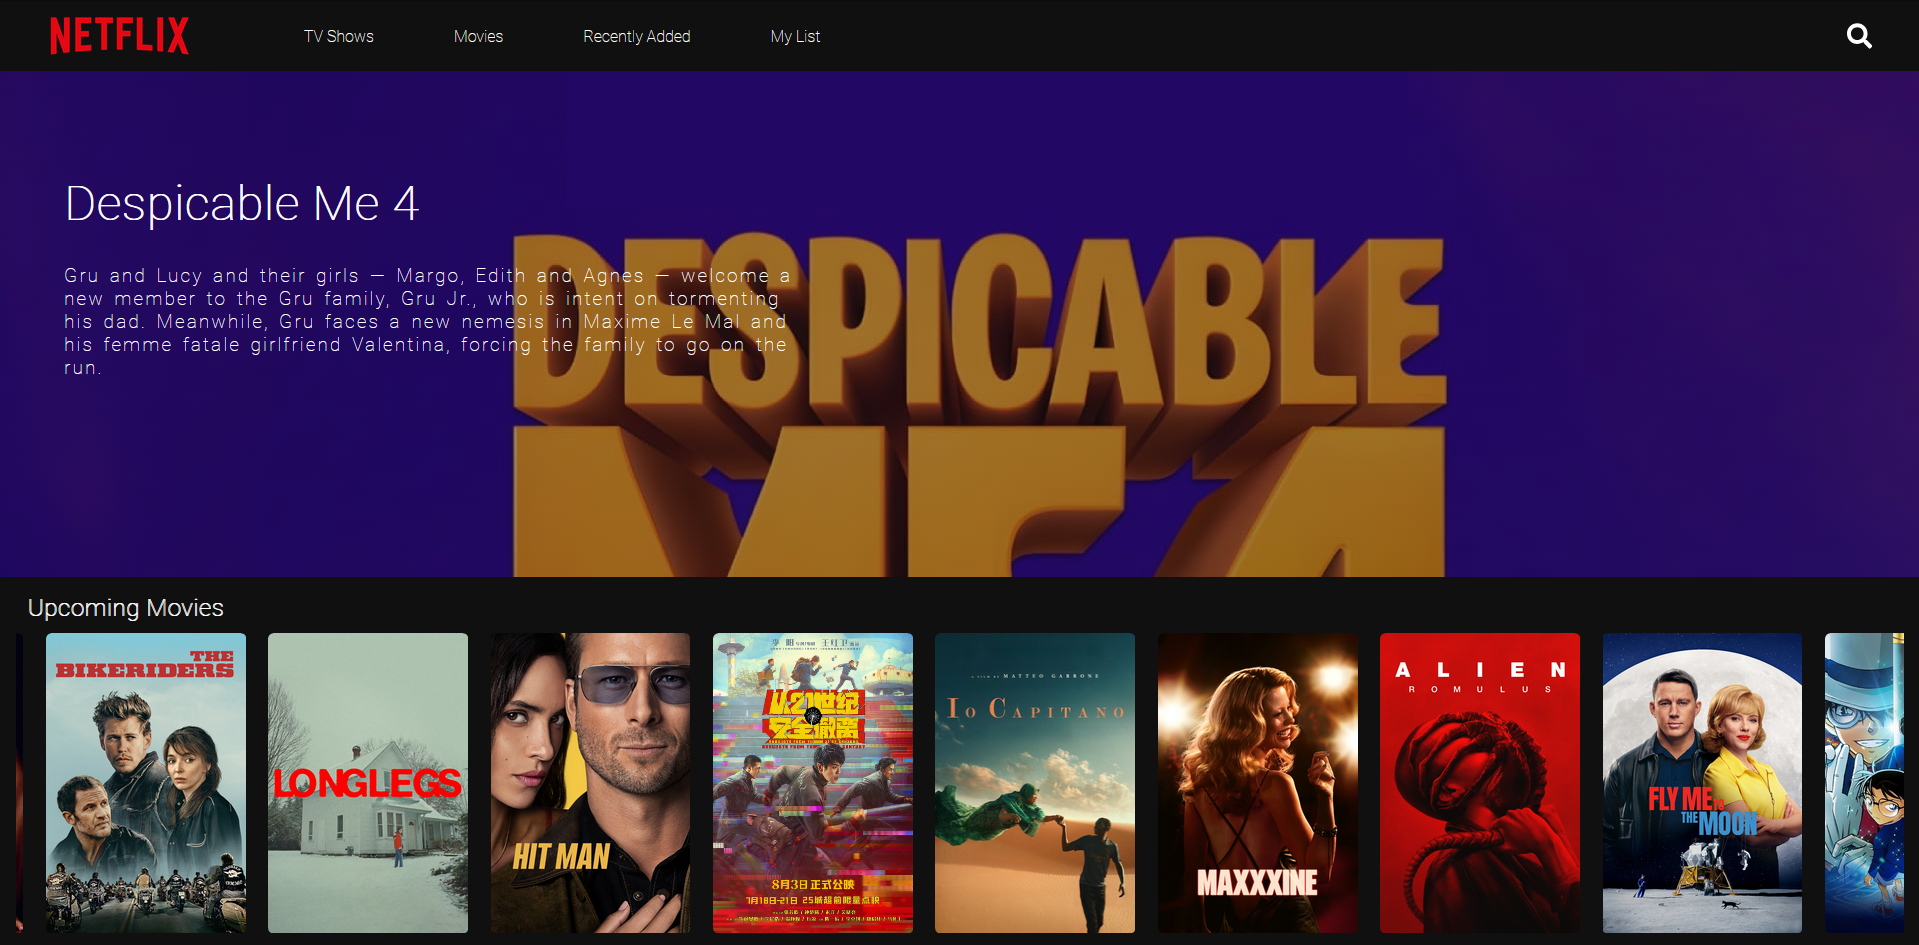 NETFLIX
TV Shows
Movies
Recently Added
My List
Despicable Me 4
Gru and Lucy and their girls — Margo, Edith and Agnes — welcome a
new member to the Gru family, Gru Jr., who is intent on tormenting
his dad. Meanwhile, Gru faces a new nemesis in Maxime Le Mal and
his femme fatale girlfriend Valentina, forcing the family to go on the
run.
DESPICABLE
ME 4
Upcoming Movies
THE
BIKERIDERS
LONGLEGS
HIT MAN
从21世纪
安全撤离
8月3日正式公映
7月18日-21日 25城超前限量点映
A FILM BY MATTEO GARRONE
IO CAPITANO
MAXXXINE
ALIEN
ROMULUS
FLY ME TO
THE MOON